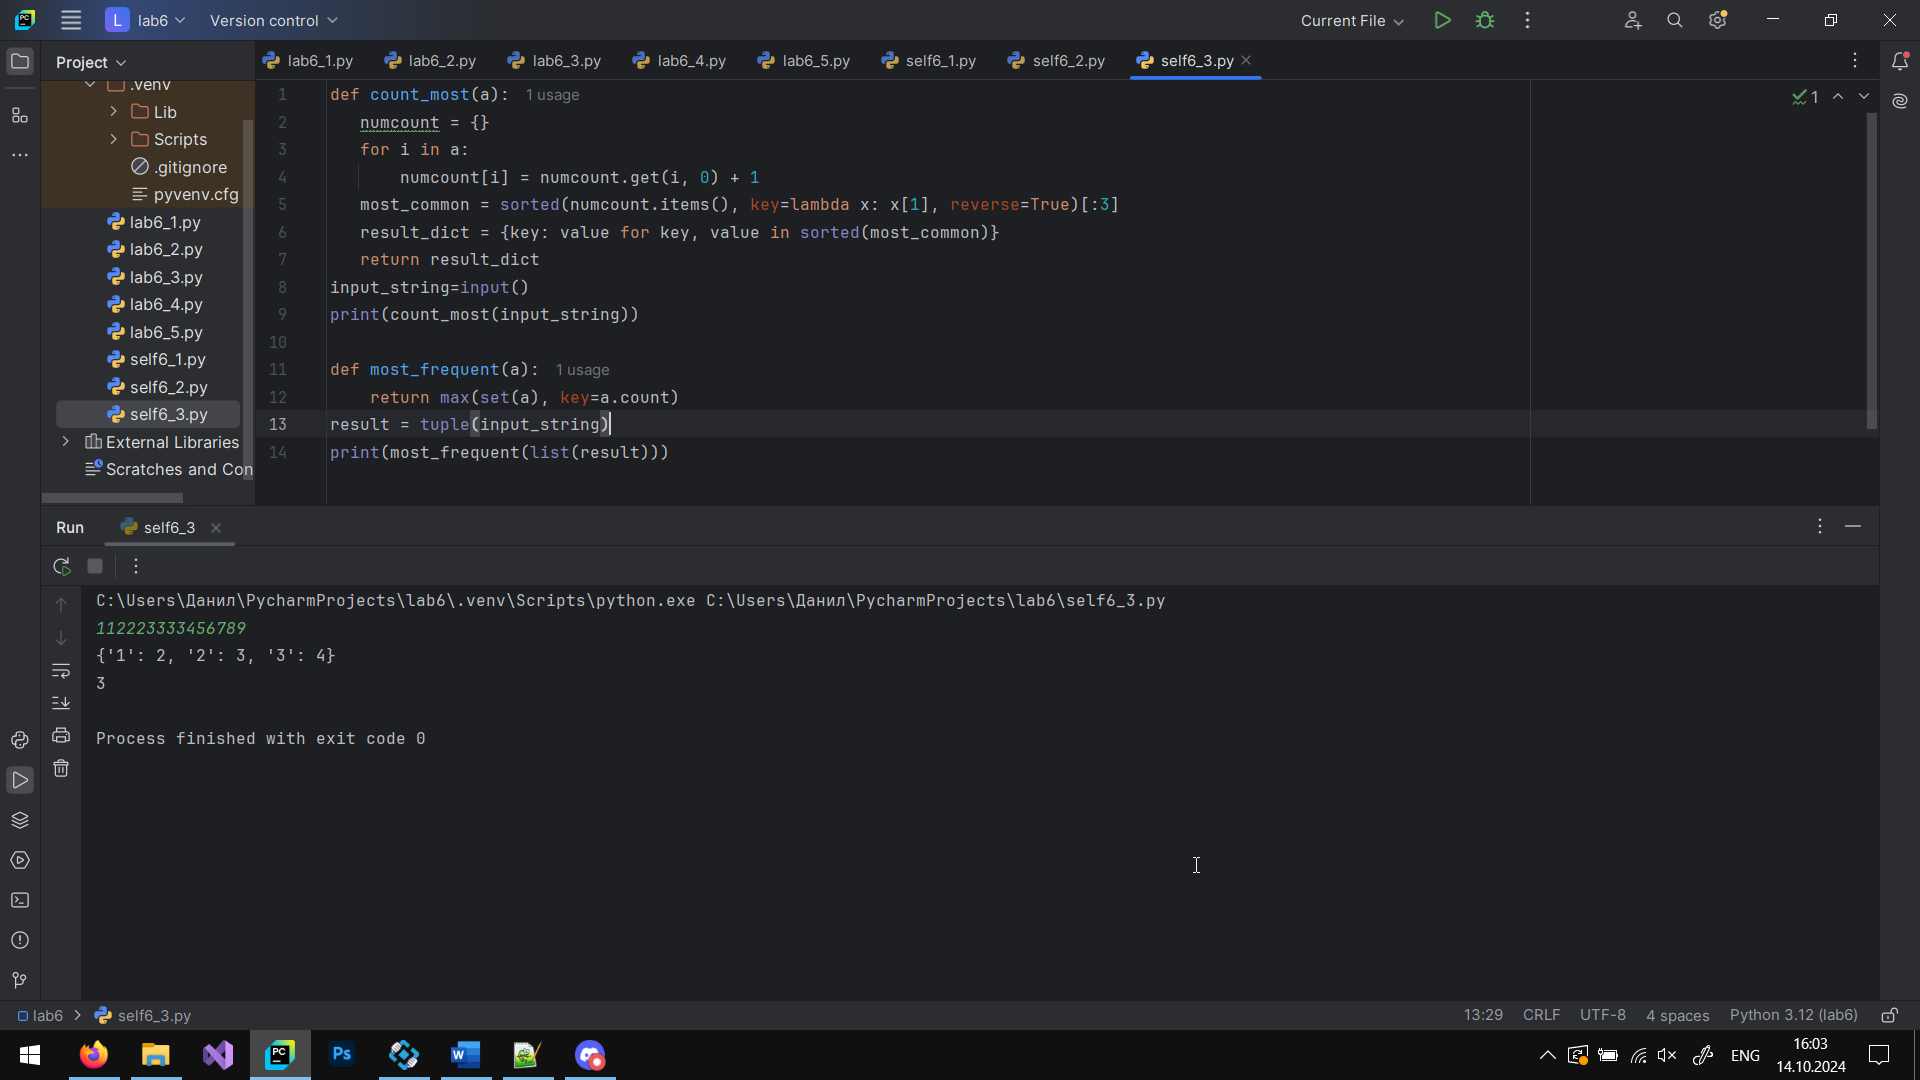 L lab6 Version control Current File
Project
.venv
Lib
Scripts
.gitignore
pyvenv.cfg
lab6_1.py
lab6_2.py
lab6_3.py
lab6_4.py
lab6_5.py
self6_1.py
self6_2.py
self6_3.py
External Libraries
Scratches and Con
lab6_1.py lab6_2.py lab6_3.py lab6_4.py lab6_5.py self6_1.py self6_2.py self6_3.py
1 def count_most(a): 1 usage
2 numcount = {}
3 for i in a:
4 numcount[i] = numcount.get(i, 0) + 1
5 most_common = sorted(numcount.items(), key=lambda x: x[1], reverse=True)[:3]
6 result_dict = {key: value for key, value in sorted(most_common)}
7 return result_dict
8 input_string=input()
9 print(count_most(input_string))
10
11 def most_frequent(a): 1 usage
12 return max(set(a), key=a.count)
13 result = tuple(input_string)
14 print(most_frequent(list(result)))
1
Run self6_3
C:\Users\Данил\PycharmProjects\lab6\.venv\Scripts\python.exe C:\Users\Данил\PycharmProjects\lab6\self6_3.py
112223333456789
{'1': 2, '2': 3, '3': 4}
3
Process finished with exit code 0
lab6 self6_3.py 13:29 CRLF UTF-8 4 spaces Python 3.12 (lab6)
PC Ps W ENG
16:03
14.10.2024